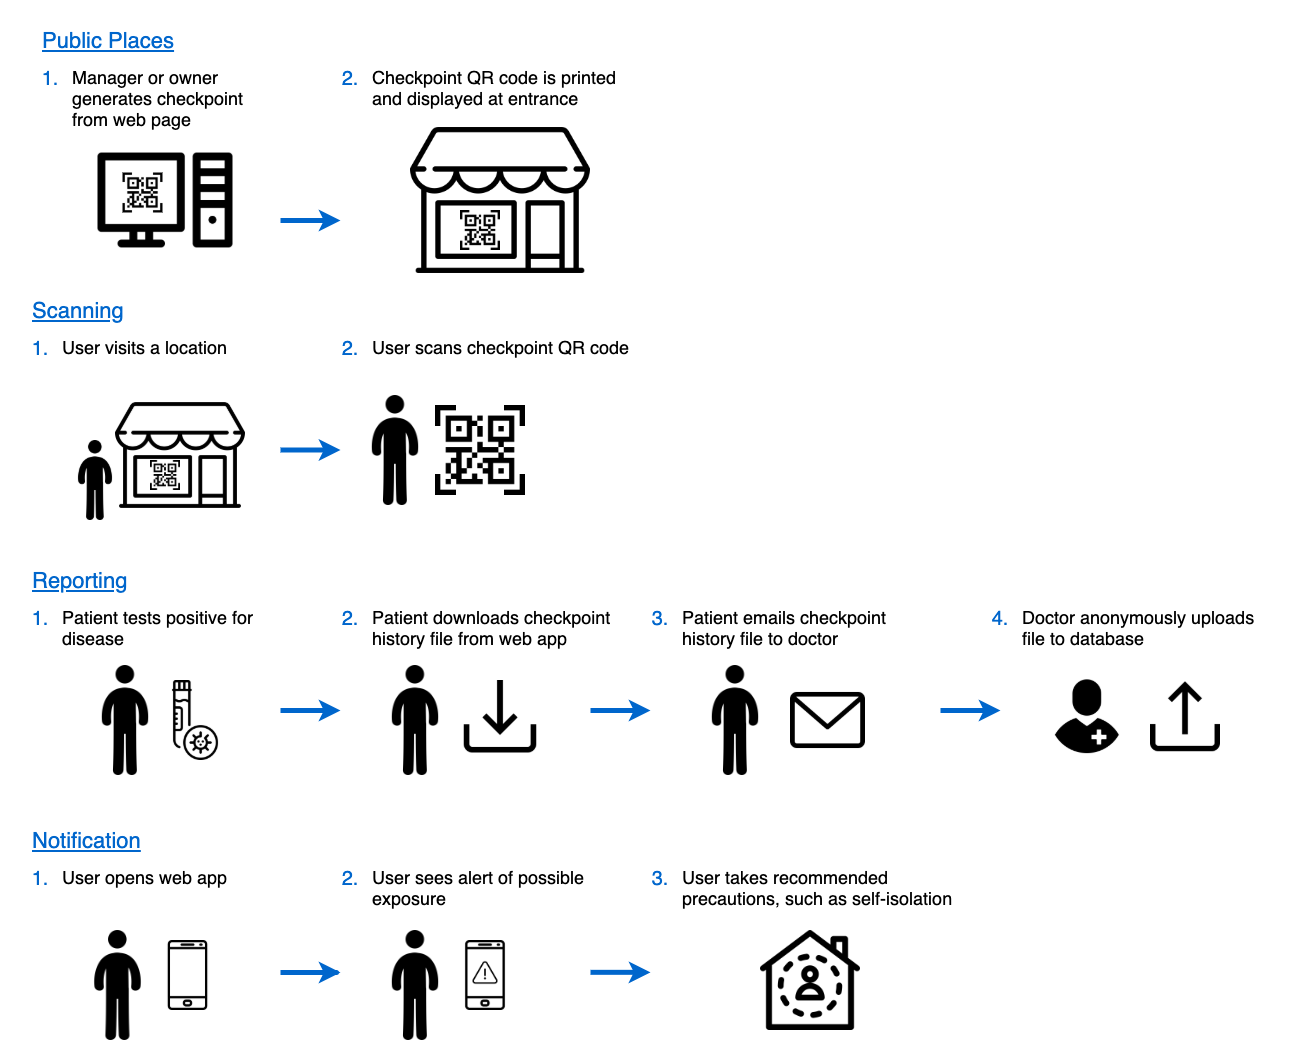 Public Places
1. Manager or owner
generates checkpoint
from web page
2. Checkpoint QR code is printed
and displayed at entrance
Scanning
1. User visits a location
2. User scans checkpoint QR code
Reporting
1. Patient tests positive for
disease
2. Patient downloads checkpoint
history file from web app
3. Patient emails checkpoint
history file to doctor
4. Doctor anonymously uploads
file to database
Notification
1. User opens web app
2. User sees alert of possible
exposure
3. User takes recommended
precautions, such as self-isolation